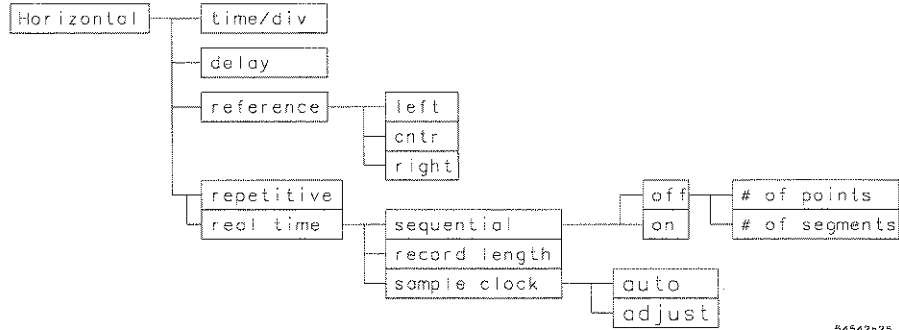 Horizontal
time/div
delay
reference
left
cntr
right
repetitive
real time
sequential
off
# of points
on
# of segments
record length
sample clock
auto
adjust